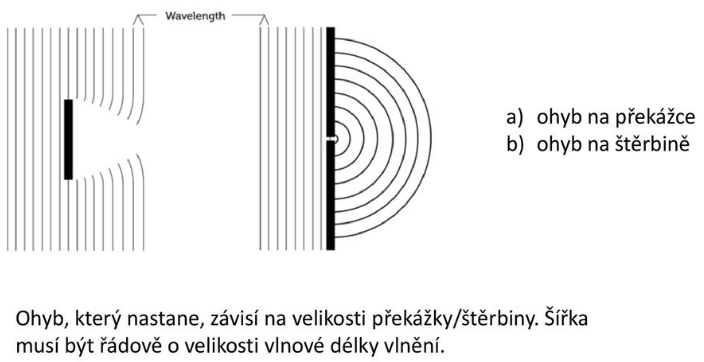 Wavelength
a) ohyb na překážce
b) ohyb na štěrbině
Ohyb, který nastane, závisí na velikosti překážky/štěrbiny. Šířka
musí být řádově o velikosti vlnové délky vlnění.